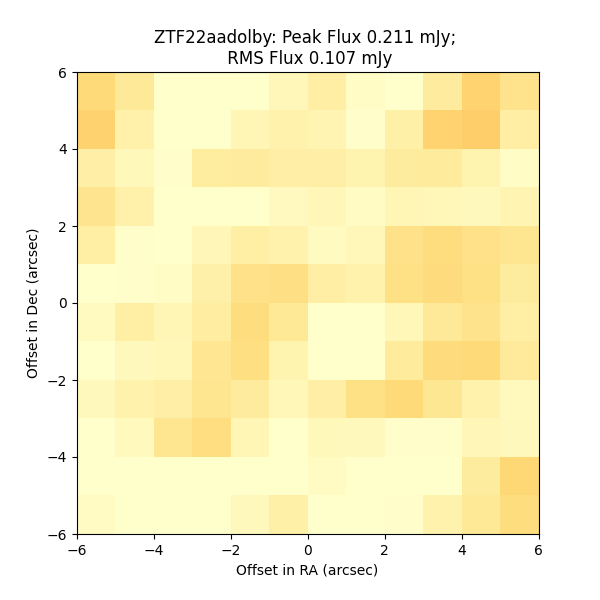 ZTF22aadolby: Peak Flux 0.211 mJy;
RMS Flux 0.107 mJy
6
4
2
0
−2
−4
−6
Offset in Dec (arcsec)
−6 −4 −2 0 2 4 6
Offset in RA (arcsec)